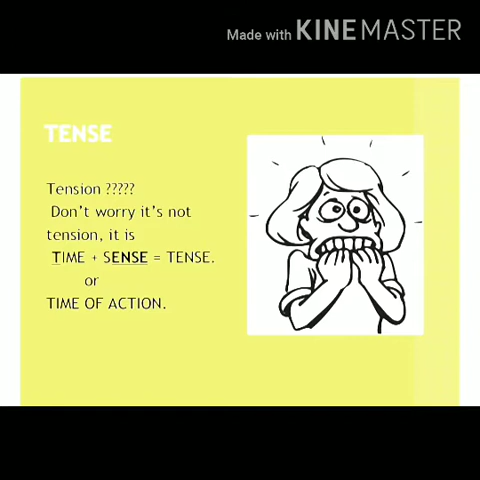 Made with KINEMASTER
TENSE
Tension ?????
Don't worry it's not
tension, it is
TIME + SENSE = TENSE.
or
TIME OF ACTION.